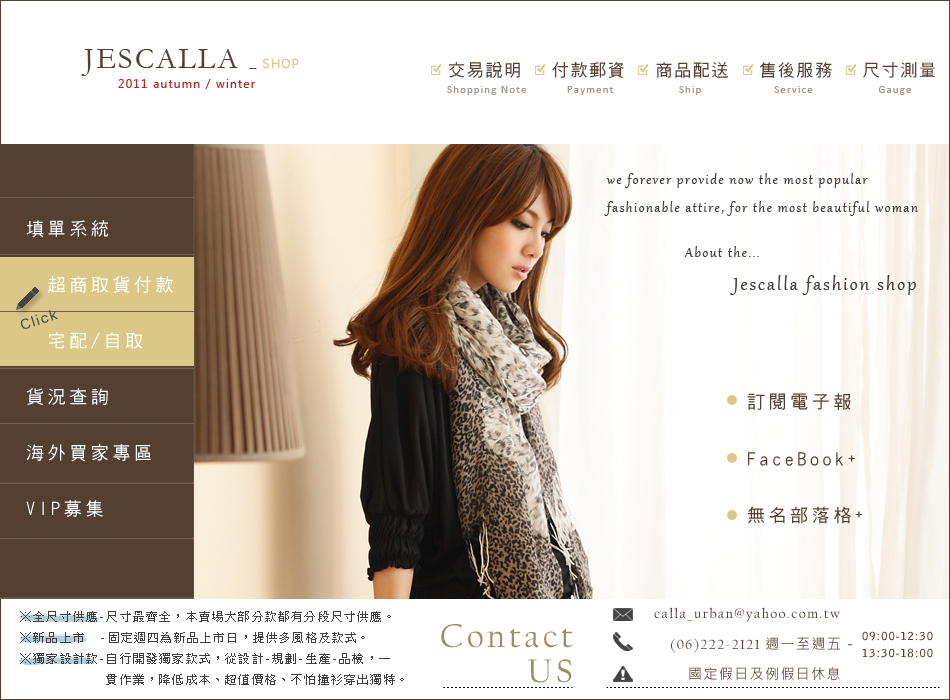 JESCALLA _ SHOP
2011 autumn / winter
交易說明 付款郵資 商品配送 售後服務 尺寸測量
Shopping Note Payment Ship Service Gauge
填單系統
超商取貨付款
Click
宅配/自取
貨況查詢
海外買家專區
VIP募集
we forever provide now the most popular
fashionable attire, for the most beautiful woman
About the...
Jescalla fashion shop
訂閱電子報
FaceBook+
無名部落格+
※全尺寸供應-尺寸最齊全，本賣場大部分款都有分段尺寸供應。
※新品上市 -固定週四為新品上市日，提供多風格及款式。
※獨家設計款-自行開發獨家款式，從設計-規劃-生產-品檢，一
貫作業，降低成本、超值價格、不怕撞衫穿出獨特。
Contact
US
calla_urban@yahoo.com.tw
(06)222-2121 週一至週五 - 09:00-12:30
13:30-18:00
國定假日及例假日休息